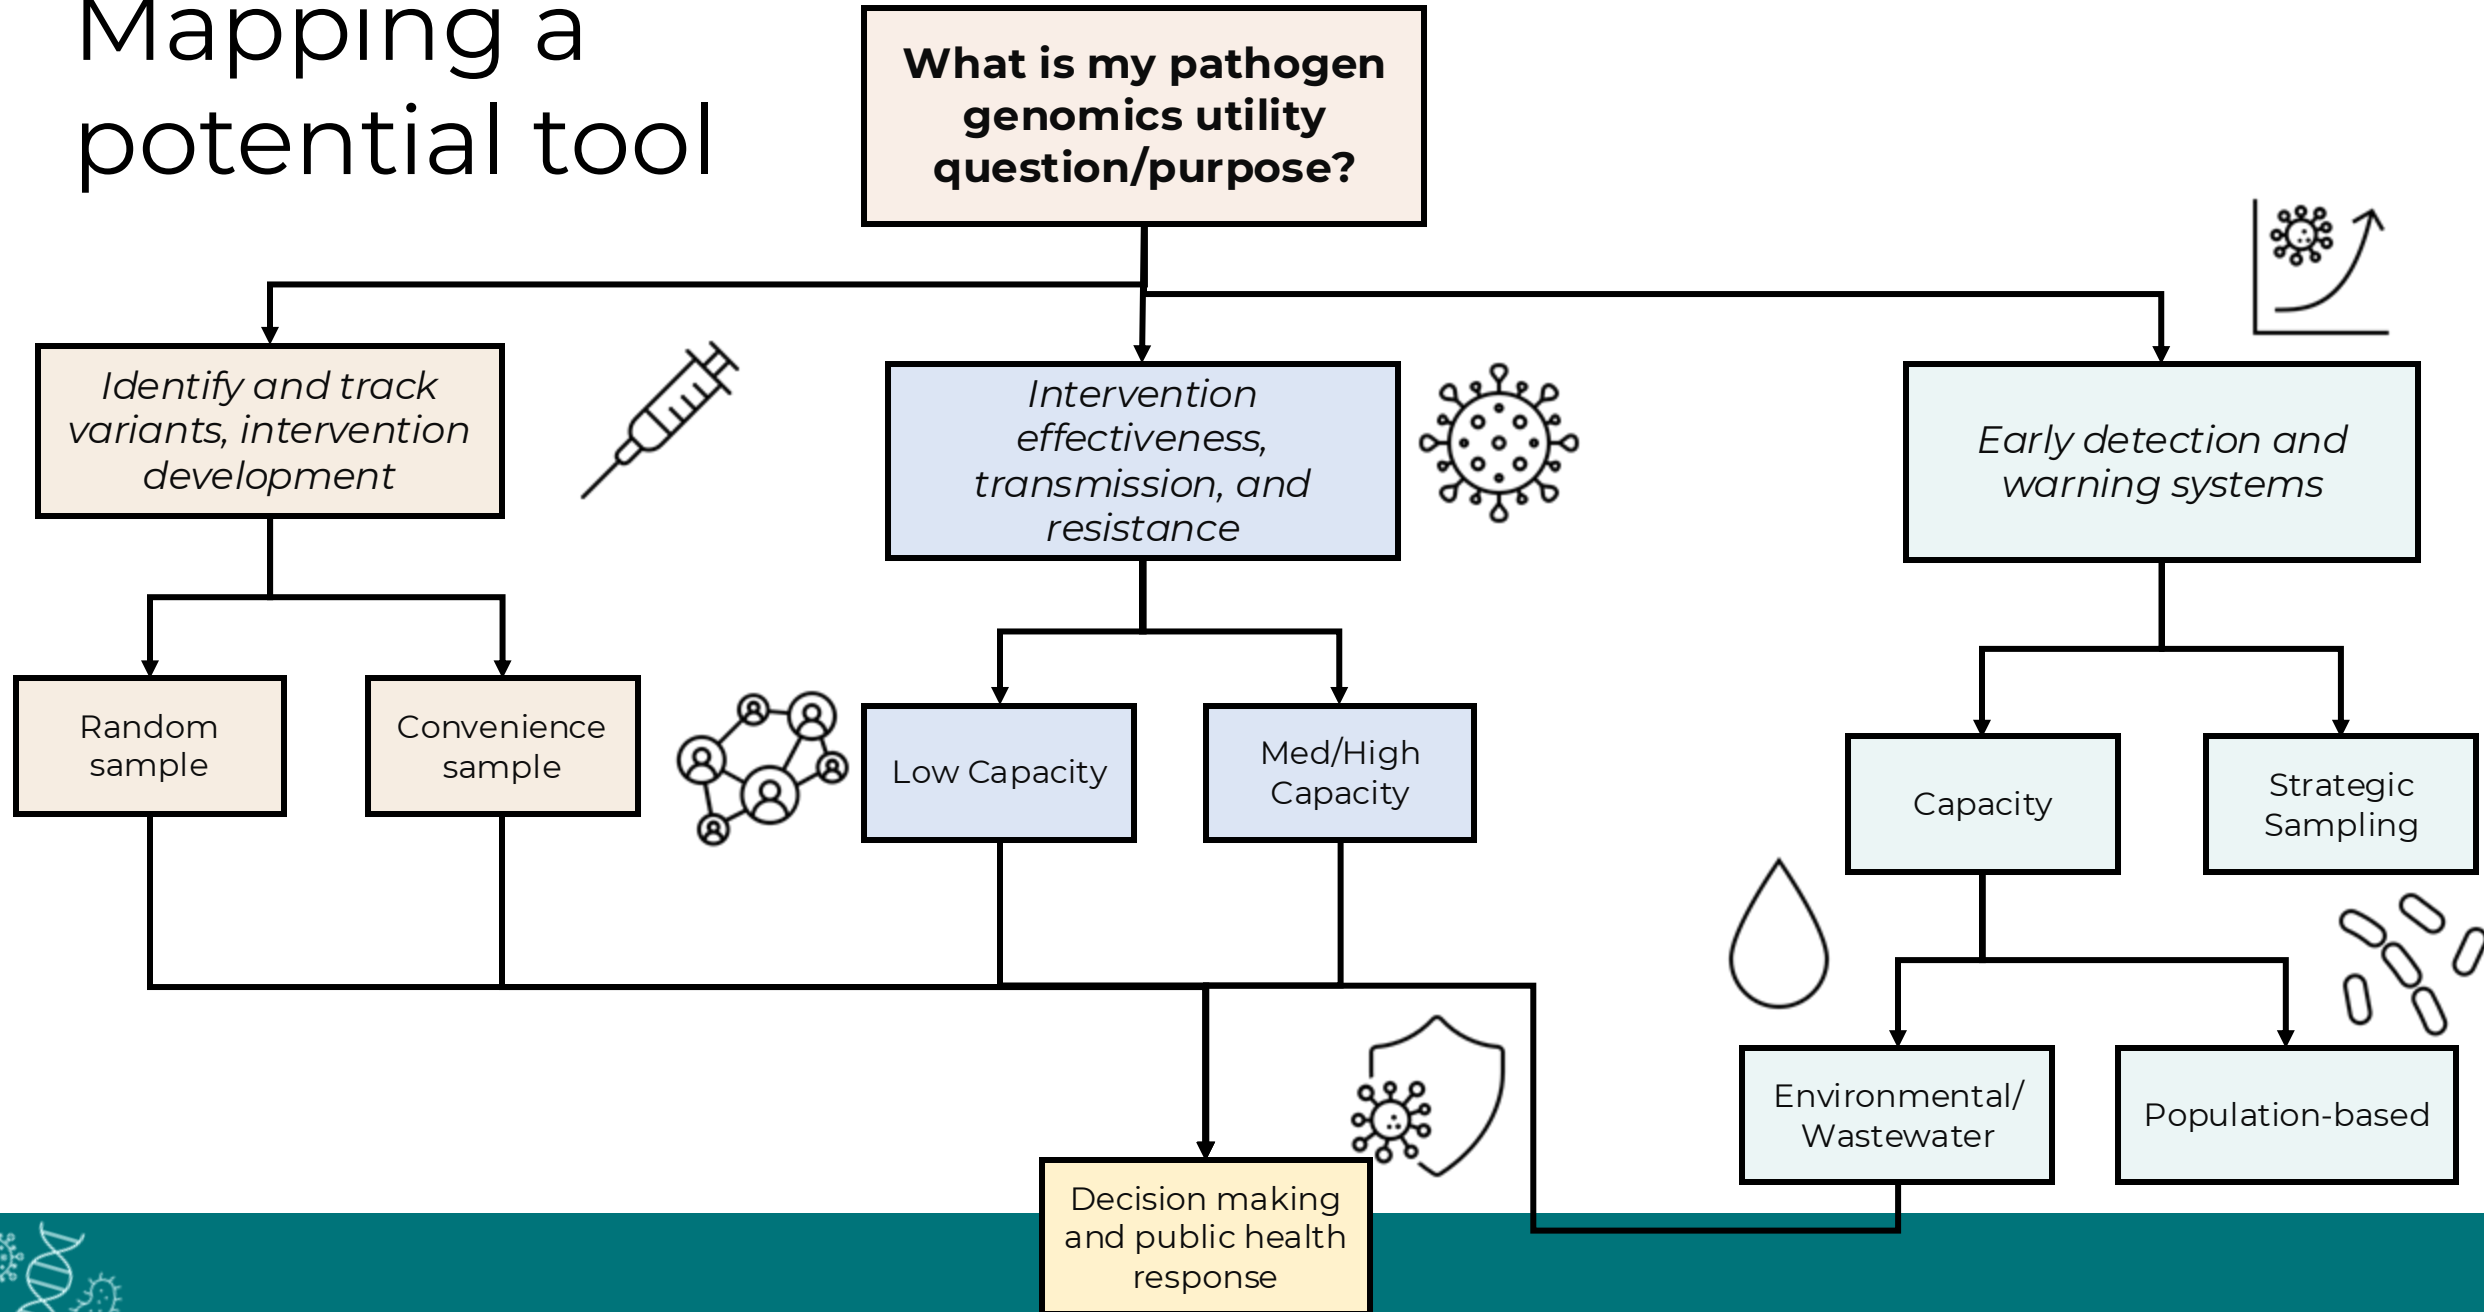 Mapping a
potential tool
What is my pathogen
genomics utility
question/purpose?
Identify and track
variants, intervention
development
Intervention
effectiveness,
transmission, and
resistance
Early detection and
warning systems
Random
sample
Convenience
sample
Low Capacity
Med/High
Capacity
Capacity
Strategic
Sampling
Environmental/
Wastewater
Population-based
Decision making
and public health
response